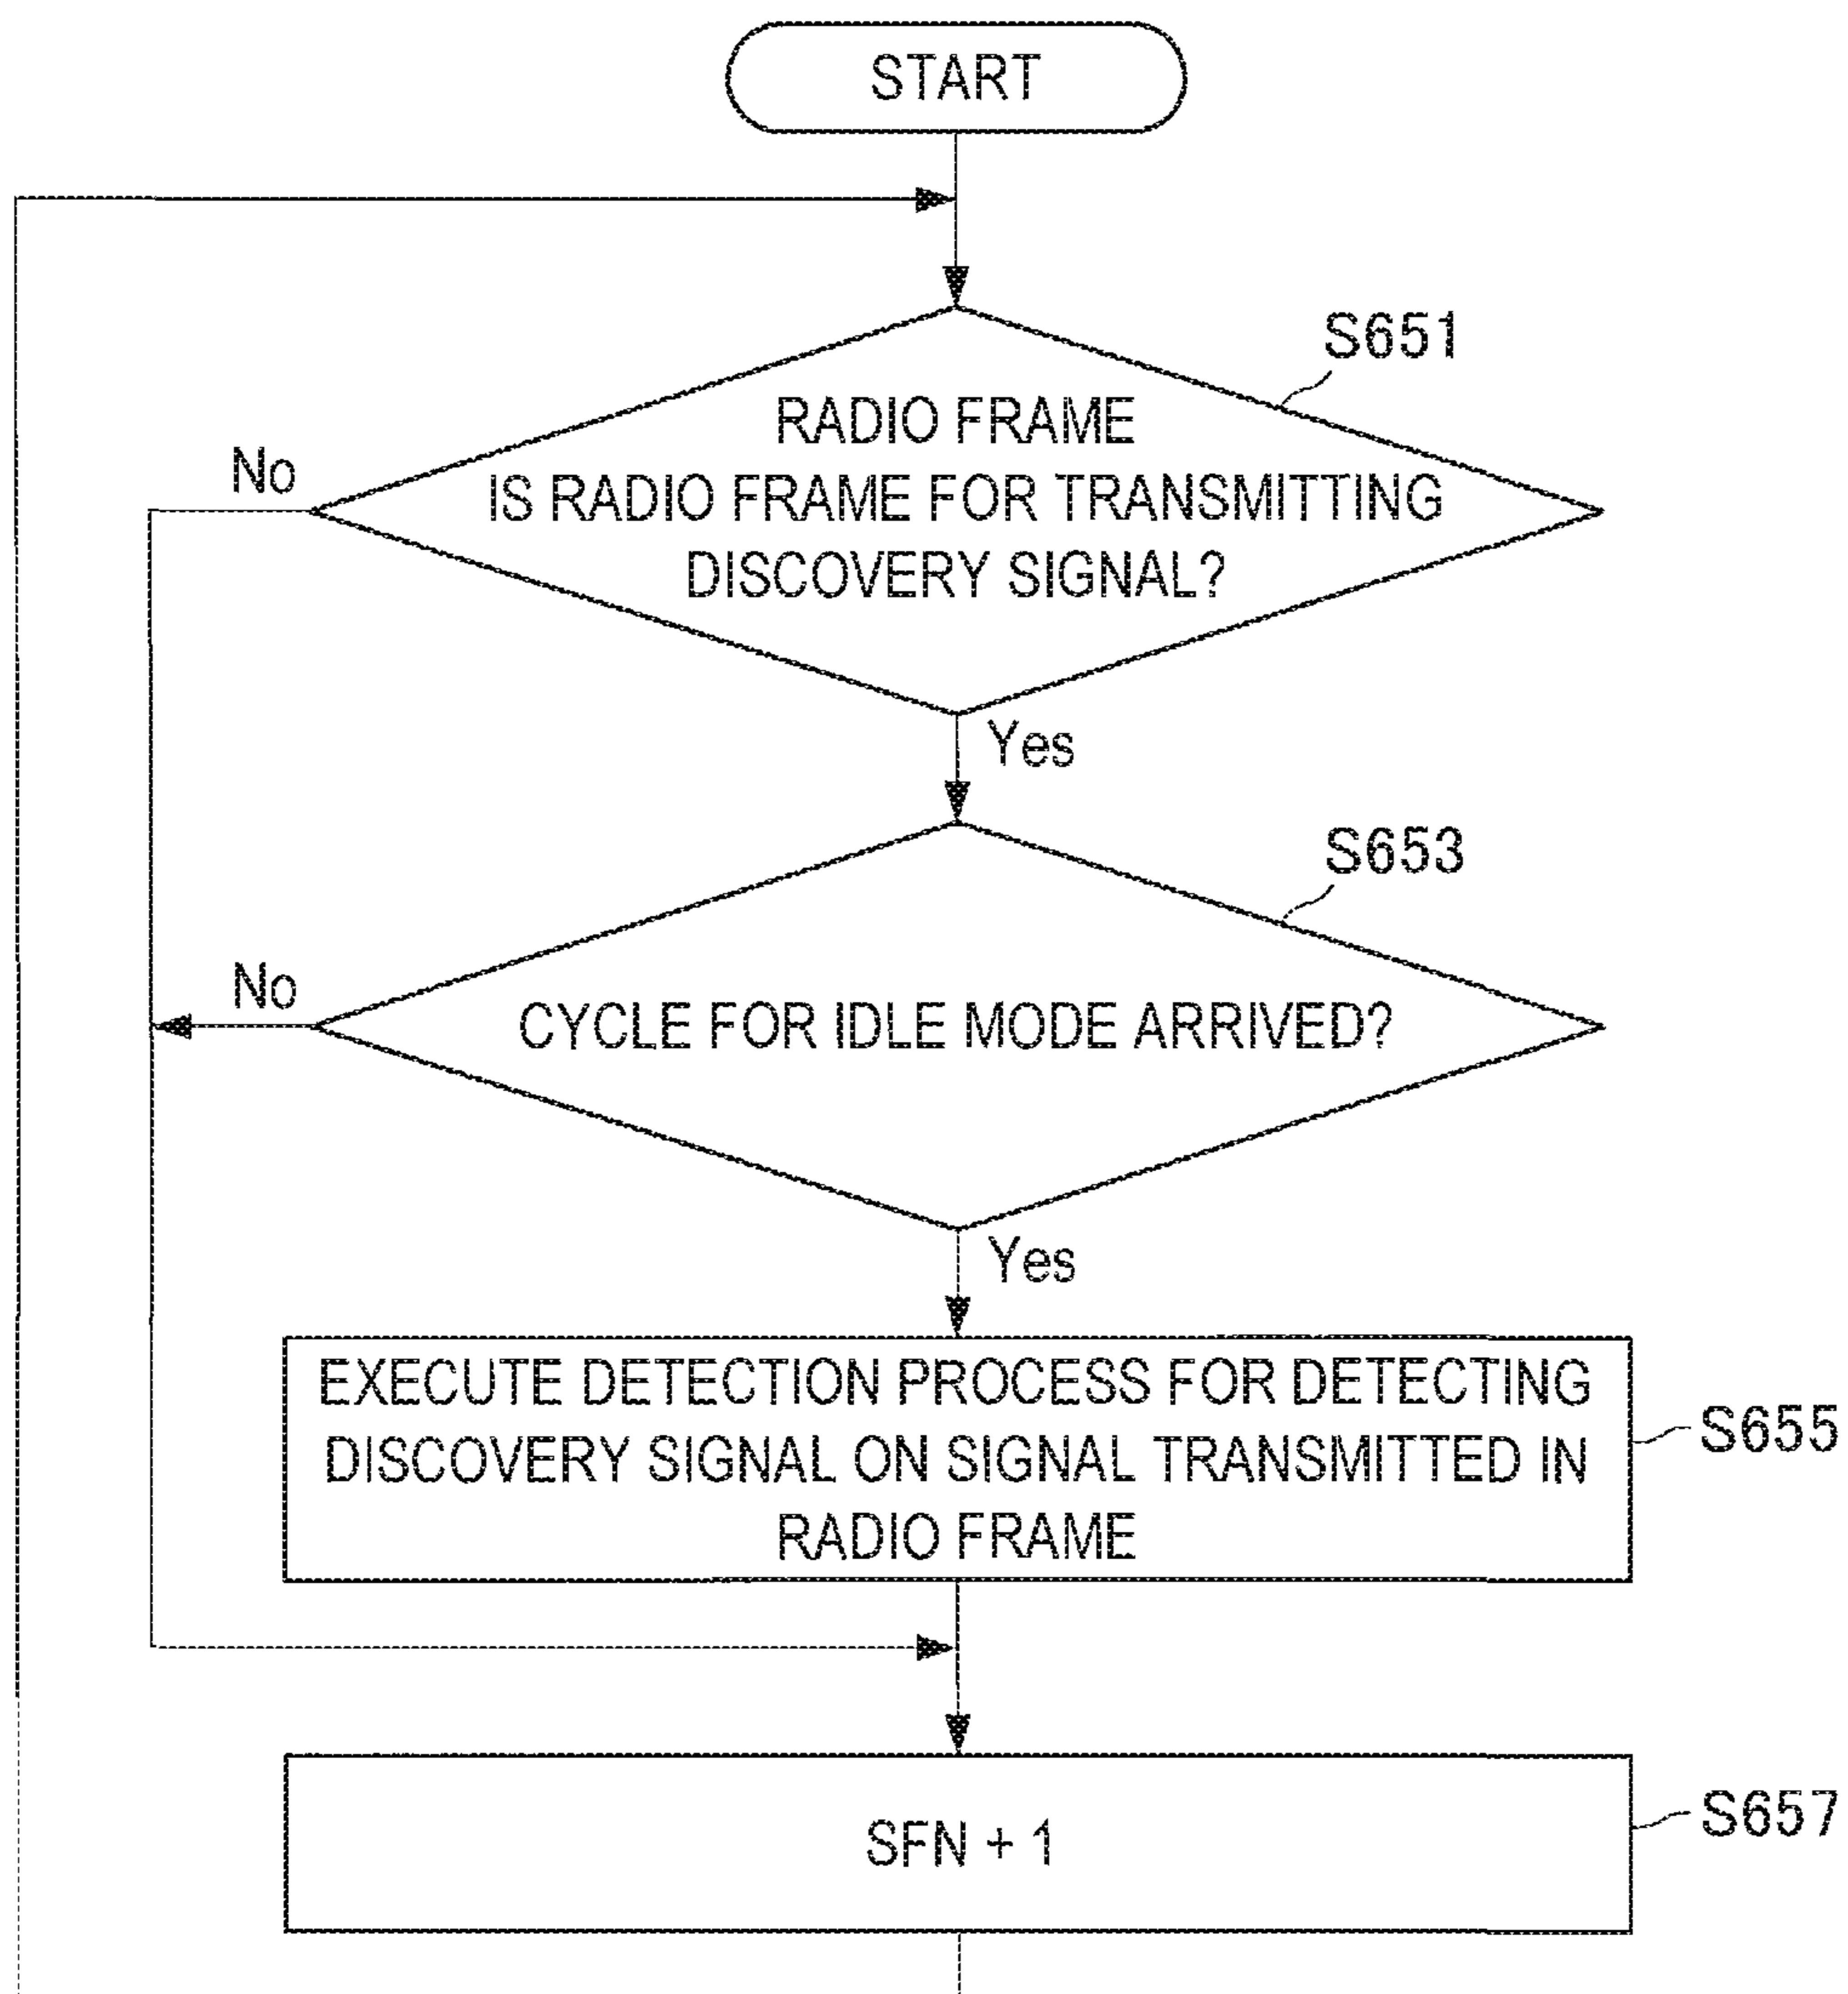 START
S651
RADIO FRAME
IS RADIO FRAME FOR TRANSMITTING
DISCOVERY SIGNAL?
No
Yes
S653
CYCLE FOR IDLE MODE ARRIVED?
No
Yes
EXECUTE DETECTION PROCESS FOR DETECTING
DISCOVERY SIGNAL ON SIGNAL TRANSMITTED IN
RADIO FRAME
S655
SFN + 1
S657